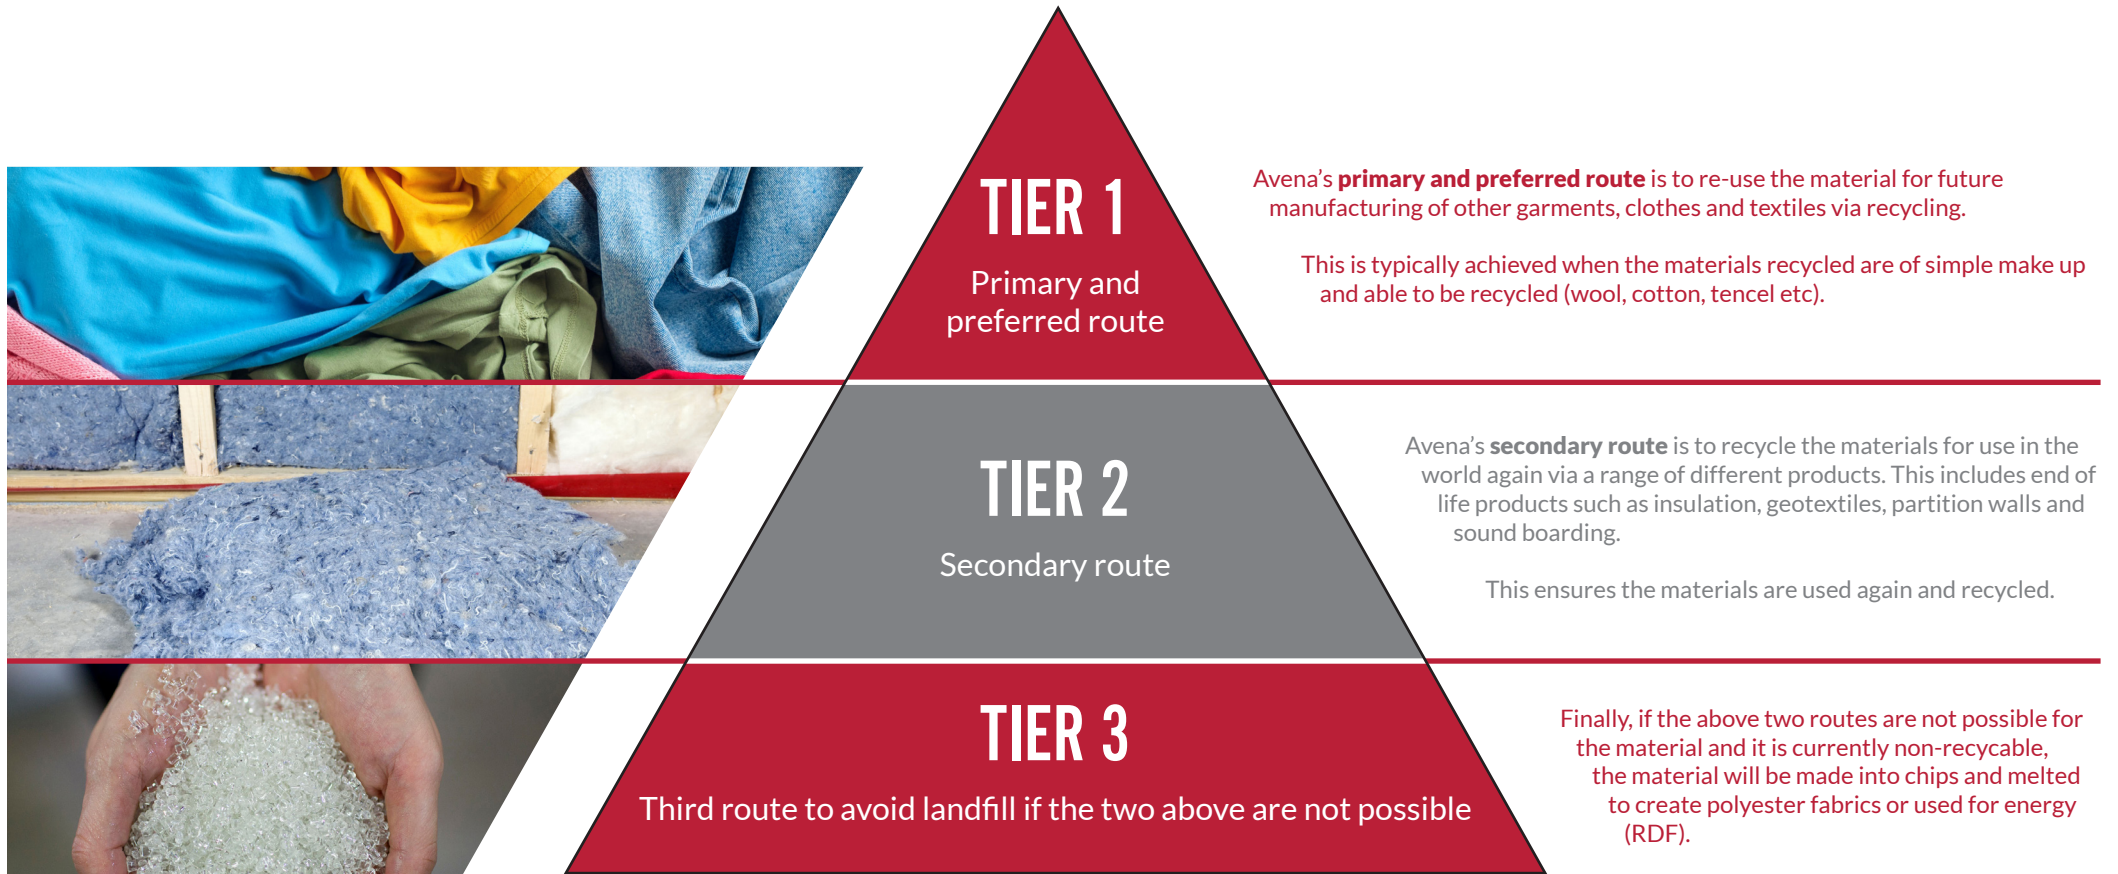 TIER 1
Primary and
preferred route
Avena’s primary and preferred route is to re-use the material for future
manufacturing of other garments, clothes and textiles via recycling.
This is typically achieved when the materials recycled are of simple make up
and able to be recycled (wool, cotton, tencel etc).
TIER 2
Secondary route
Avena’s secondary route is to recycle the materials for use in the
world again via a range of different products. This includes end of
life products such as insulation, geotextiles, partition walls and
sound boarding.
This ensures the materials are used again and recycled.
TIER 3
Third route to avoid landfill if the two above are not possible
Finally, if the above two routes are not possible for
the material and it is currently non-recycable,
the material will be made into chips and melted
to create polyester fabrics or used for energy
(RDF).